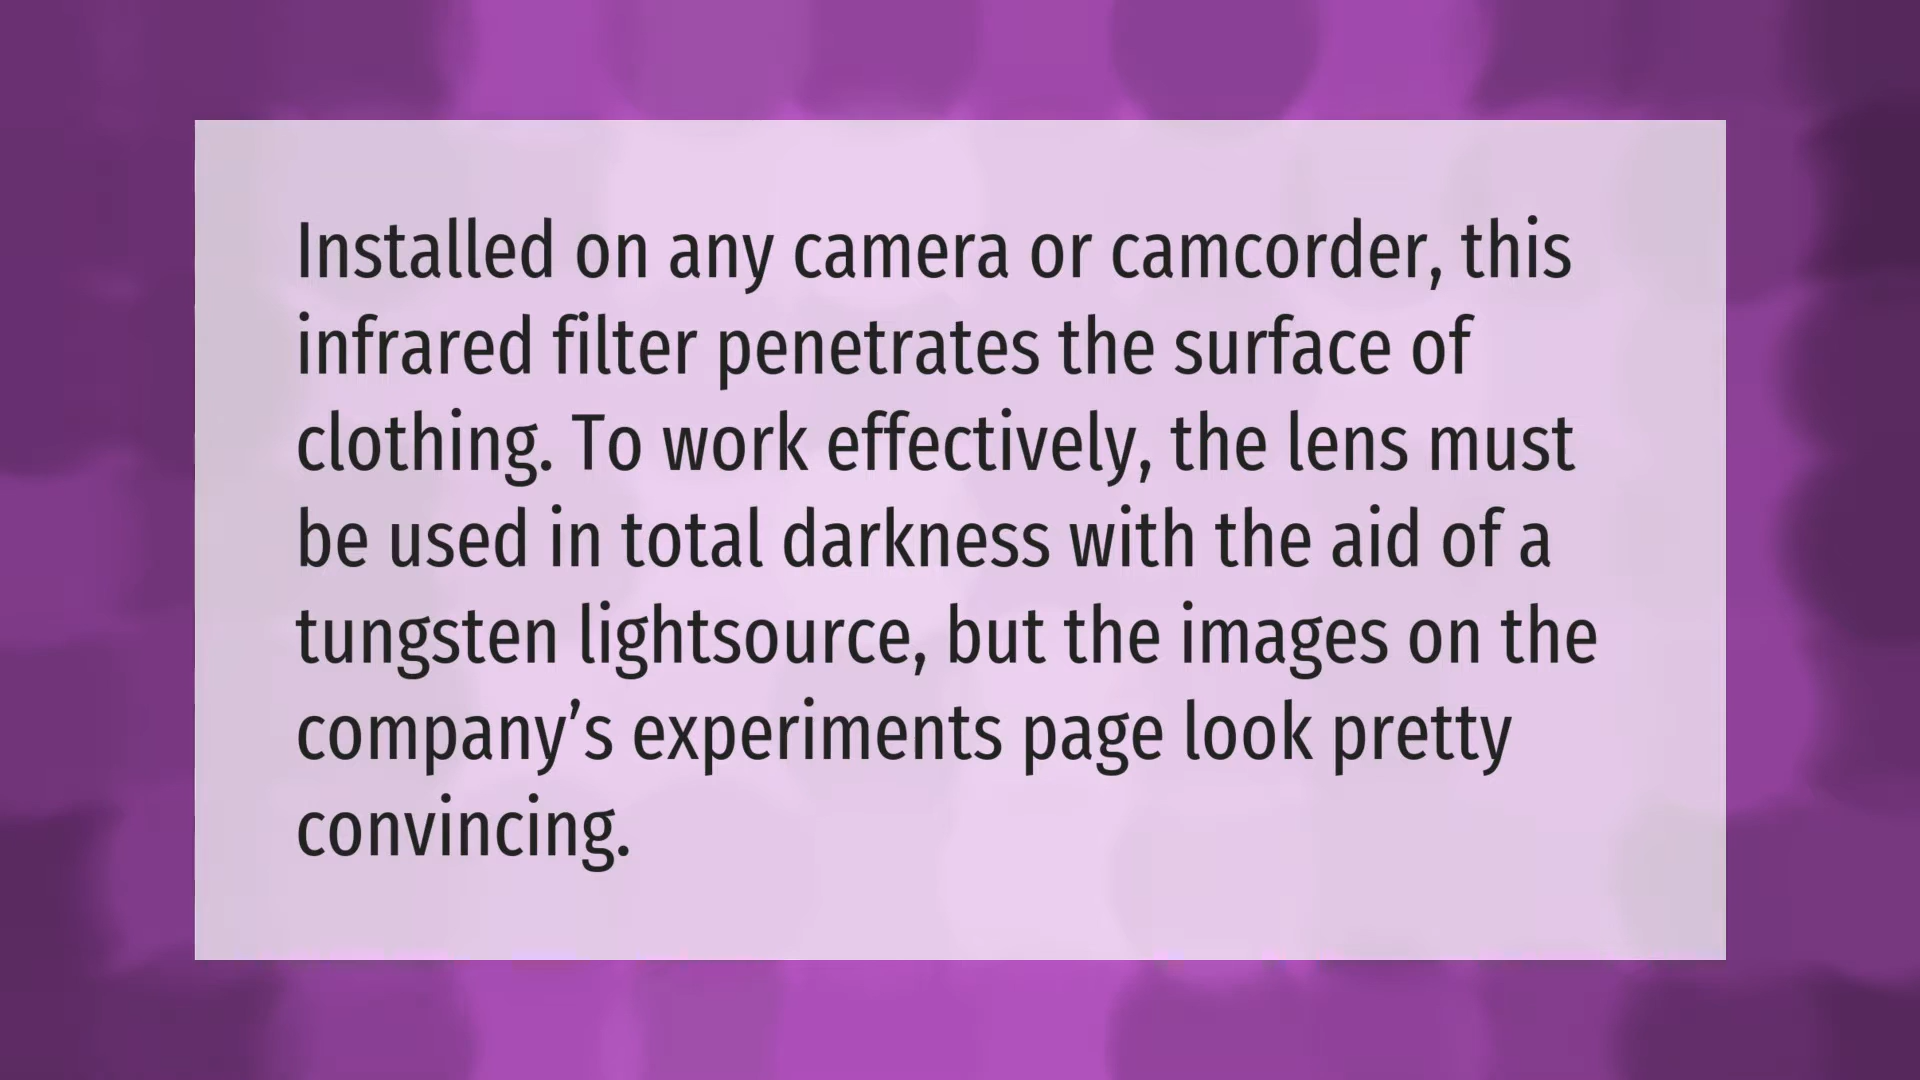 Installed on any camera or camcorder, this
infrared filter penetrates the surface of
clothing. To work effectively, the lens must
be used in total darkness with the aid of a
tungsten lightsource, but the images on the
company’s experiments page look pretty
convincing.